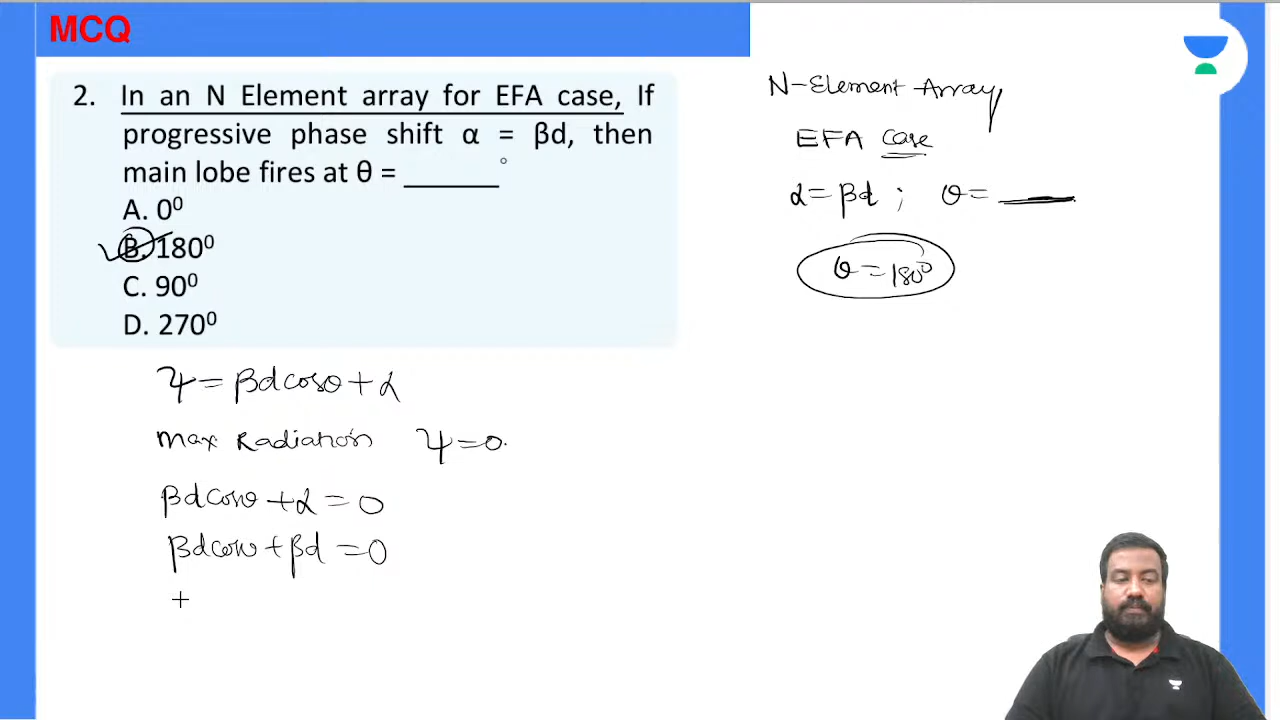 MCQ
2. In an N Element array for EFA case, If
progressive phase shift α = βd, then
main lobe fires at θ = ______°
A. 0⁰
B. 180⁰
C. 90⁰
D. 270⁰
Ψ = βd cosθ + α
Max Radiation Ψ = 0.
βd cosθ + α = 0
βd cosθ + βd = 0
+
N-Element Array
EFA case
α = βd ; θ = ____
θ = 180⁰